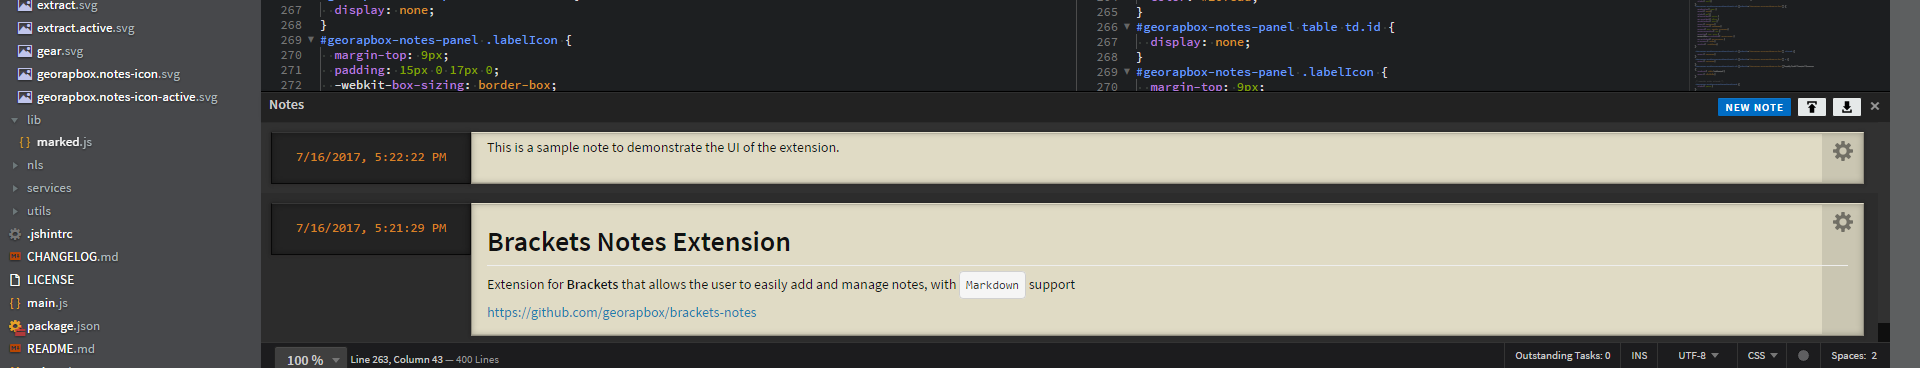 extract.svg
extract.active.svg
gear.svg
georapbox.notes-icon.svg
georapbox.notes-icon-active.svg
lib
{ } marked.js
nls
services
utils
.jshintrc
CHANGELOG.md
LICENSE
{ } main.js
package.json
README.md
267 display: none;
268 }
269 #georapbox-notes-panel .labelIcon {
270 margin-top: 9px;
271 padding: 15px 0 17px 0;
272 -webkit-box-sizing: border-box;
265 }
266 #georapbox-notes-panel table td.id {
267 display: none;
268 }
269 #georapbox-notes-panel .labelIcon {
270 margin-top: 9px;
Notes
NEW NOTE
7/16/2017, 5:22:22 PM
This is a sample note to demonstrate the UI of the extension.
7/16/2017, 5:21:29 PM
Brackets Notes Extension
Extension for Brackets that allows the user to easily add and manage notes, with Markdown support
https://github.com/georapbox/brackets-notes
100 % Line 263, Column 43 — 400 Lines
Outstanding Tasks: 0 INS UTF-8 CSS Spaces: 2